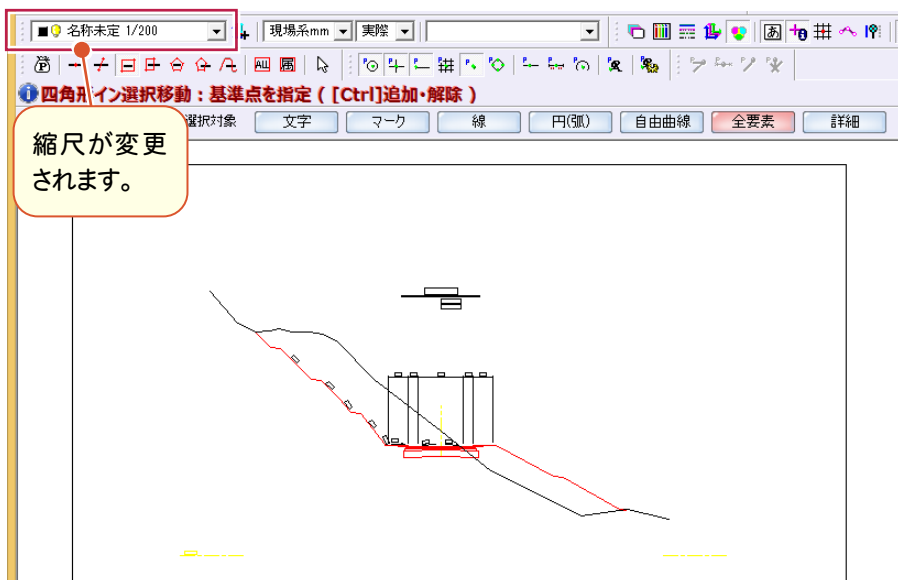 名称未定 1/200
現場系mm
実際
ALL 属
あ
四角形イン選択移動：基準点を指定 ( [Ctrl]追加・解除 )
選択対象 文字 マーク 線 円(弧) 自由曲線 全要素 詳細
縮尺が変更
されます。